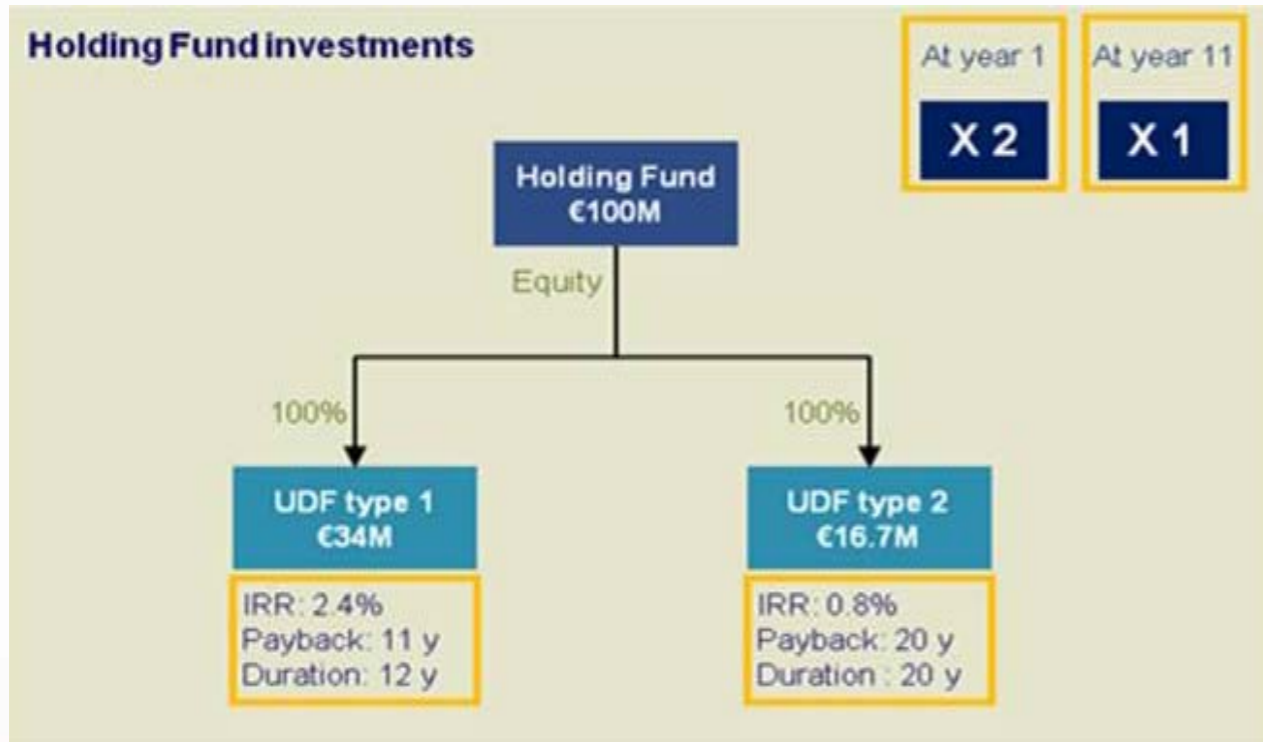 Holding Fund investments
At year 1
X 2
At year 11
X 1
Holding Fund
€100M
Equity
100%
100%
UDF type 1
€34M
UDF type 2
€16.7M
IRR: 2.4%
Payback: 11 y
Duration: 12 y
IRR: 0.8%
Payback: 20 y
Duration : 20 y